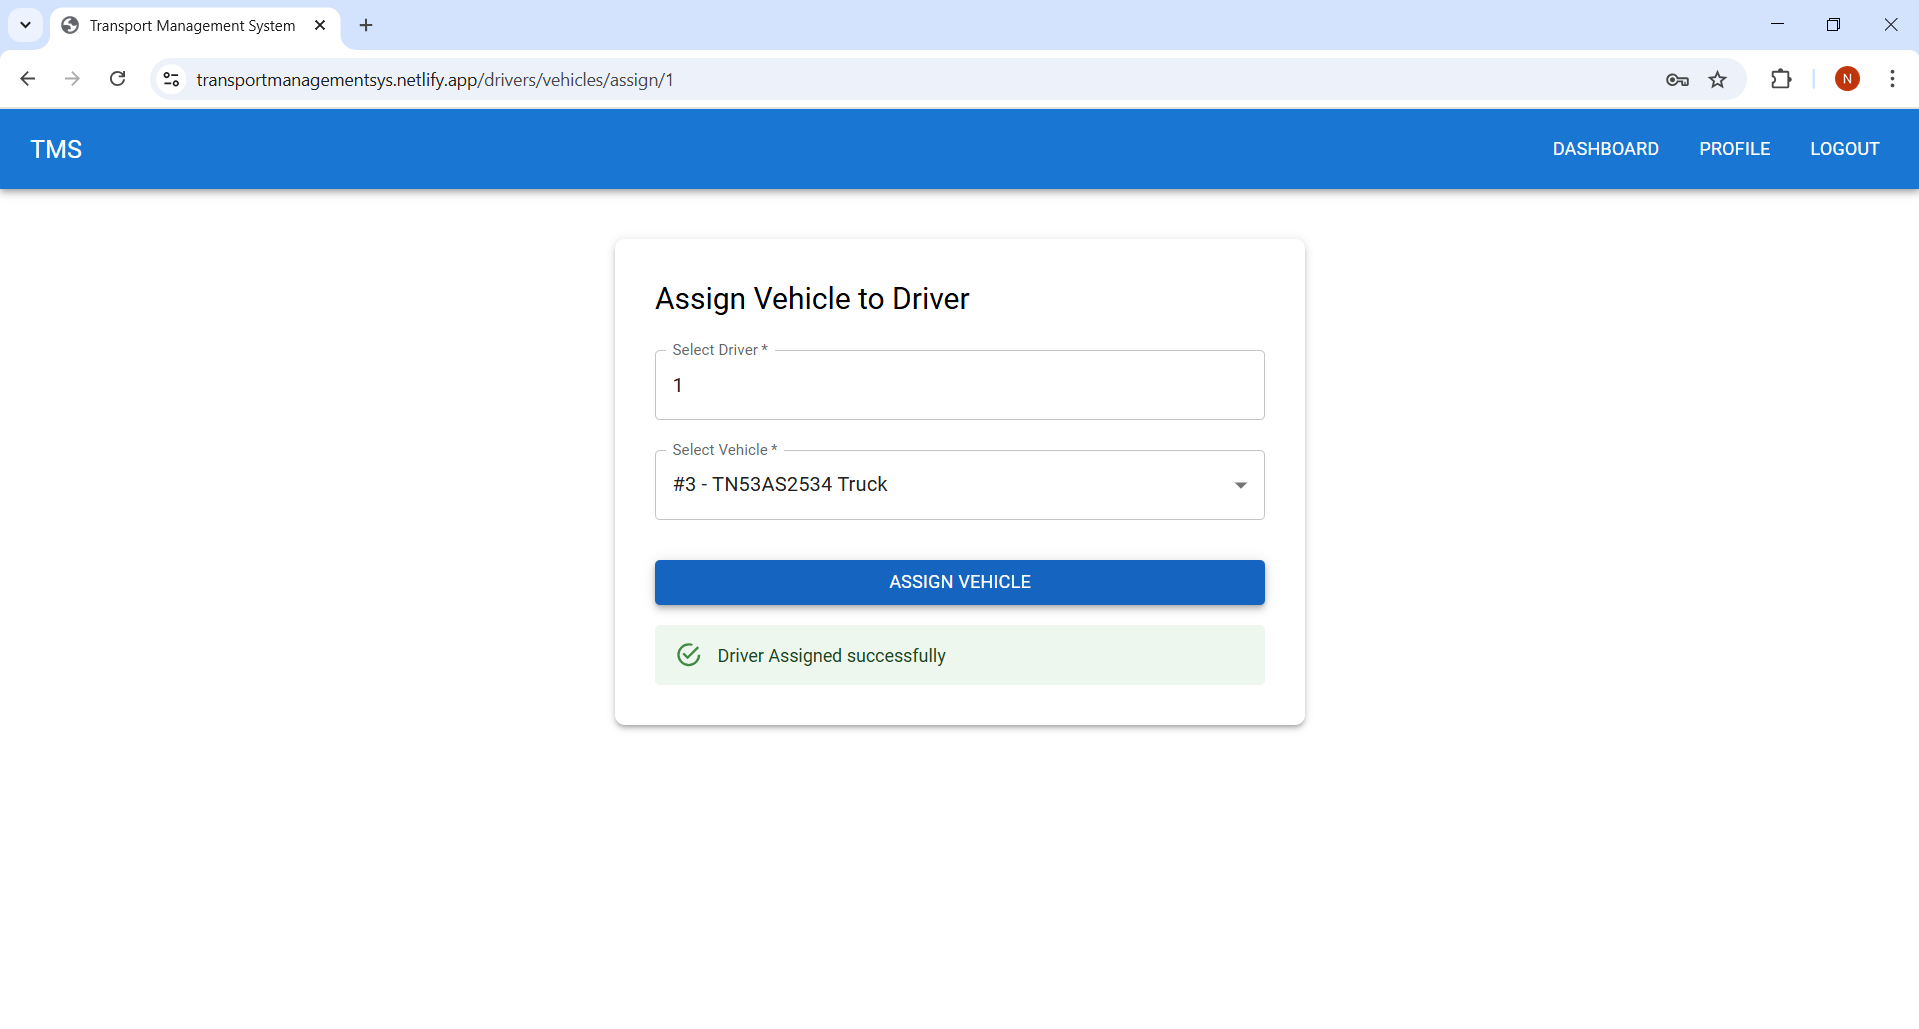 Transport Management System
transportmanagementsys.netlify.app/drivers/vehicles/assign/1
N
TMS
DASHBOARD
PROFILE
LOGOUT
Assign Vehicle to Driver
Select Driver *
1
Select Vehicle *
#3 - TN53AS2534 Truck
ASSIGN VEHICLE
Driver Assigned successfully